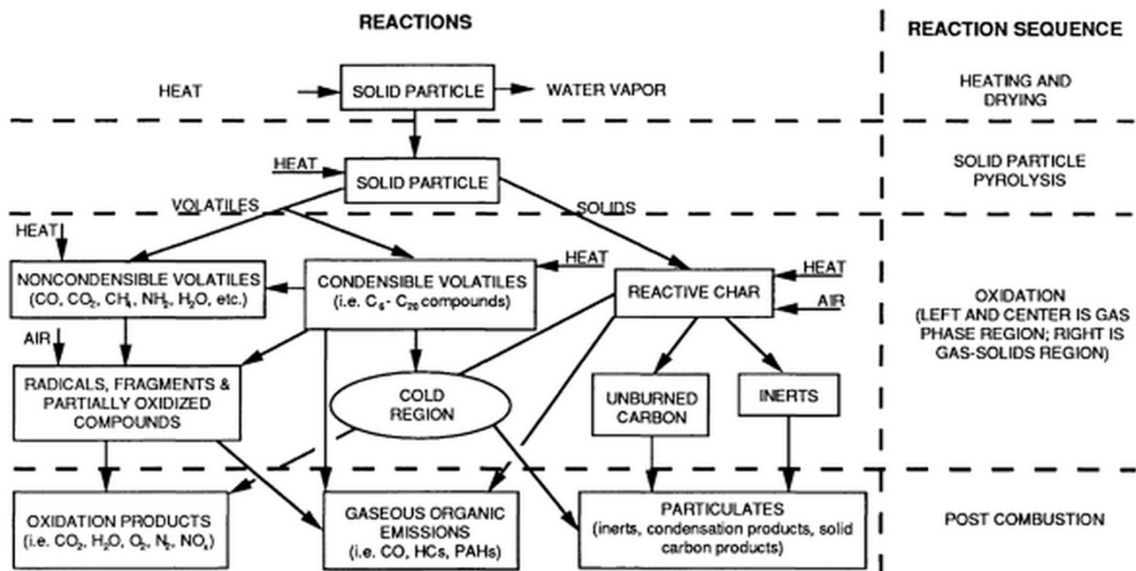 REACTIONS
REACTION SEQUENCE
HEAT
SOLID PARTICLE
WATER VAPOR
HEATING AND
DRYING
HEAT
SOLID PARTICLE
SOLID PARTICLE
PYROLYSIS
VOLATILES
SOLIDS
HEAT
NONCONDENSIBLE VOLATILES
(CO, CO₂, CH₄, NH₃, H₂O, etc.)
CONDENSIBLE VOLATILES
(i.e. C₆ - C₂₀ compounds)
HEAT
REACTIVE CHAR
HEAT
AIR
OXIDATION
(LEFT AND CENTER IS GAS
PHASE REGION; RIGHT IS
GAS-SOLIDS REGION)
AIR
RADICALS, FRAGMENTS &
PARTIALLY OXIDIZED
COMPOUNDS
COLD
REGION
UNBURNED
CARBON
INERTS
OXIDATION PRODUCTS
(i.e. CO₂, H₂O, O₂, N₂, NOₓ)
GASEOUS ORGANIC
EMISSIONS
(i.e. CO, HCs, PAHs)
PARTICULATES
(inerts, condensation products, solid
carbon products)
POST COMBUSTION